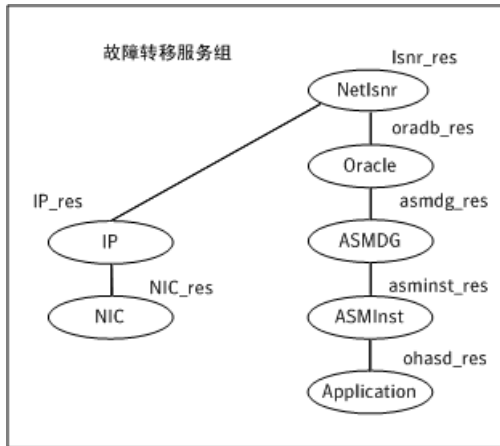 故障转移服务组
lsnr_res
Netlsnr
oradb_res
Oracle
asmdg_res
IP_res
IP
ASMDG
NIC_res
asminst_res
NIC
ASMInst
ohasd_res
Application